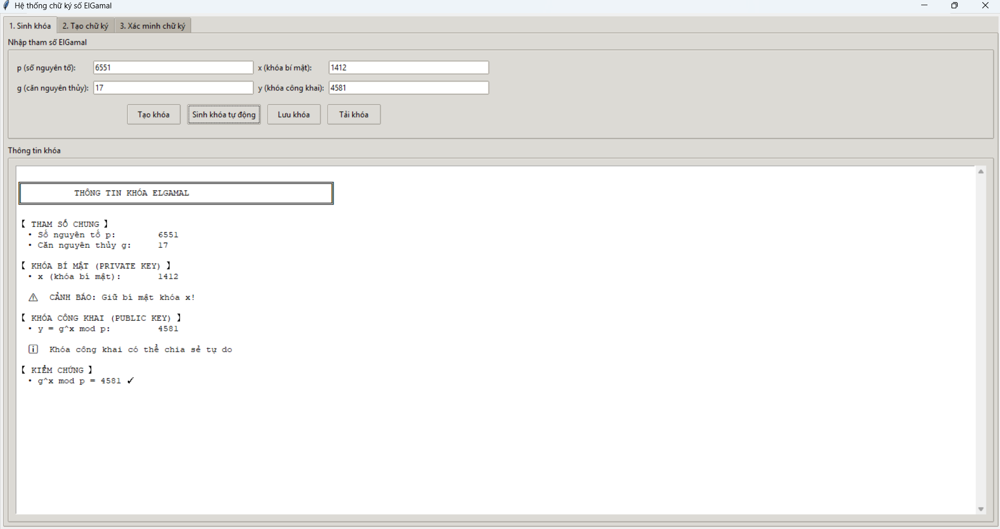 Hệ thống chữ ký số ElGamal
1. Sinh khóa 2. Tạo chữ ký 3. Xác minh chữ ký
Nhập tham số ElGamal
p (số nguyên tố): 6551 x (khóa bí mật): 1412
g (căn nguyên thủy): 17 y (khóa công khai): 4581
Tạo khóa Sinh khóa tự động Lưu khóa Tải khóa
Thông tin khóa
THÔNG TIN KHÓA ELGAMAL
【 THAM SỐ CHUNG 】
• Số nguyên tố p: 6551
• Căn nguyên thủy g: 17
【 KHÓA BÍ MẬT (PRIVATE KEY) 】
• x (khóa bí mật): 1412
⚠ CẢNH BÁO: Giữ bí mật khóa x!
【 KHÓA CÔNG KHAI (PUBLIC KEY) 】
• y = g^x mod p: 4581
ℹ Khóa công khai có thể chia sẻ tự do
【 KIỂM CHỨNG 】
• g^x mod p = 4581 ✓